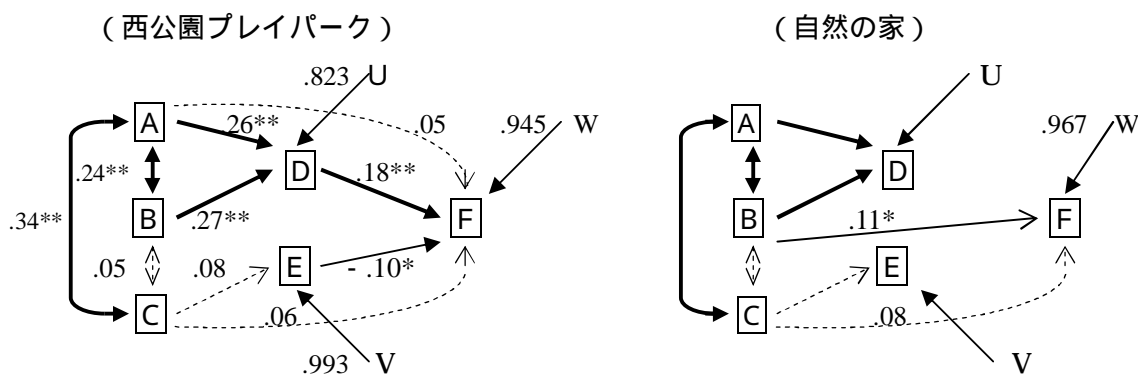 (西公園プレイパーク)
(自然の家)
.823 U
U
A
.26**
.05
.945 W
A
.967 W
D
D
.24**
.18**
.34**
B
.27**
F
B
.11*
F
.05
.08
E
- .10*
E
C
.06
C
.08
.993 V
V